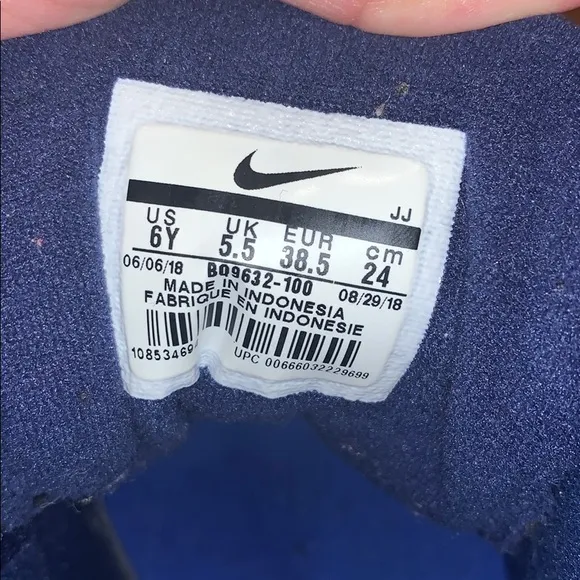 JJ
US UK EUR cm
6Y 5.5 38.5 24
06/06/18 BQ9632-100 08/29/18
MADE IN INDONESIA
FABRIQUE EN INDONESIE
UPC 00666032229699